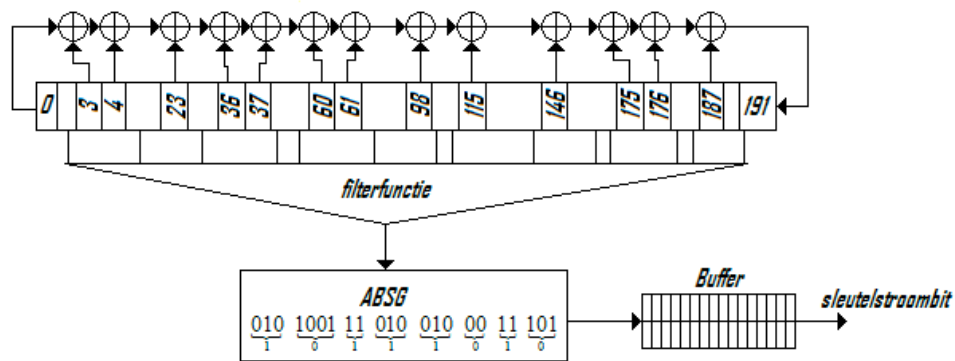 0 3 4 23 36 37 60 61 98 115 146 175 176 187 191
filterfunctie
ABSG
Buffer
sleutelstroombit
010 1001 11 010 010 00 11 101
1 0 1 1 1 0 1 0